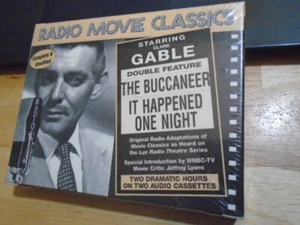 RADIO MOVIE CLASSICS
Complete &
STARRING
CLARK
GABLE
DOUBLE FEATURE
THE BUCCANEER
IT HAPPENED
ONE NIGHT
Original Radio Adaptations of
Movie Classics as Heard on
the Lux Radio Theatre Series
Special Introduction by WNBC-TV
Movie Critic Jeffrey Lyons
TWO DRAMATIC HOURS
ON TWO AUDIO CASSETTES